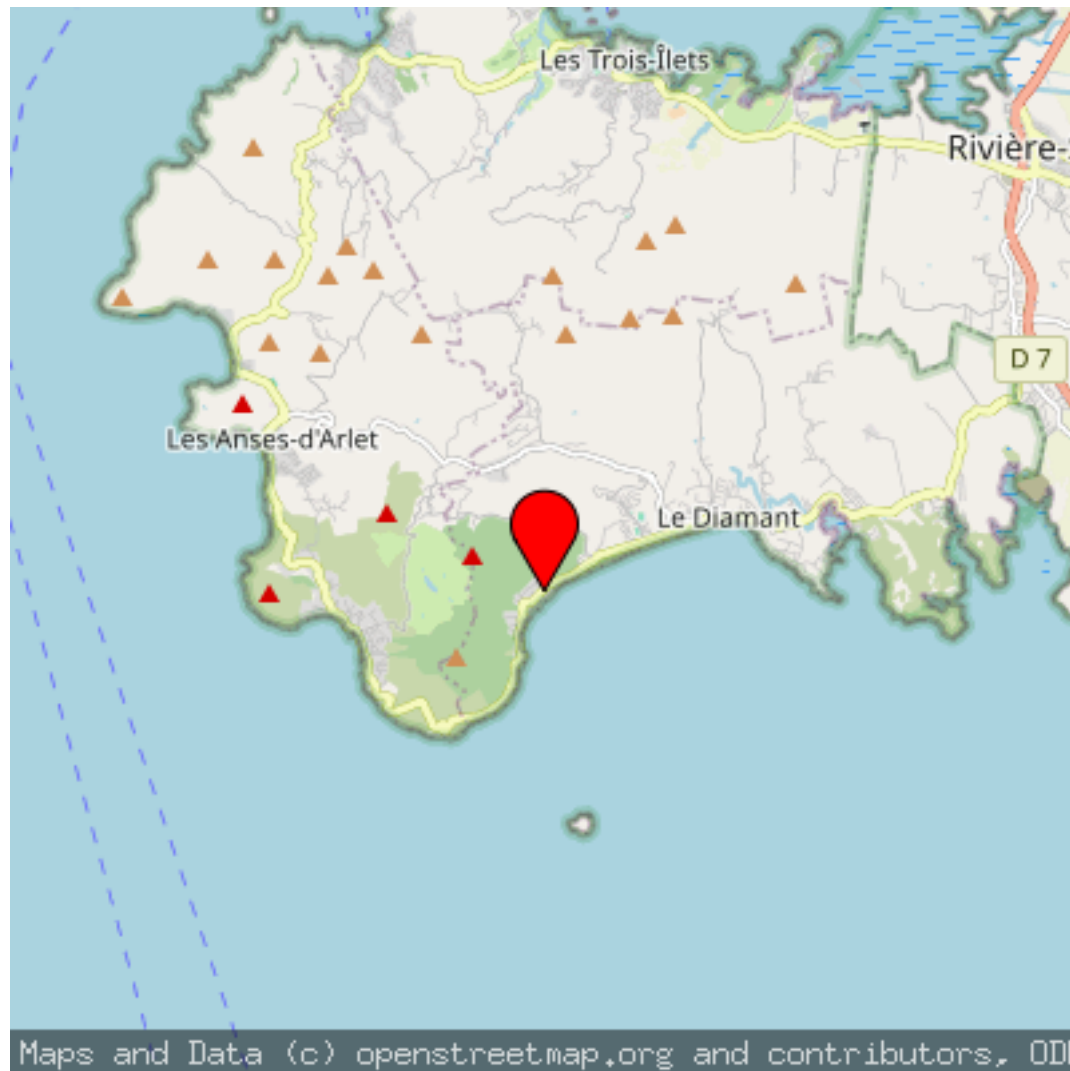 Les Trois-Îlets
Rivière-
D 7
Les Anses-d'Arlet
Le Diamant
Maps and Data (c) openstreetmap.org and contributors, OD